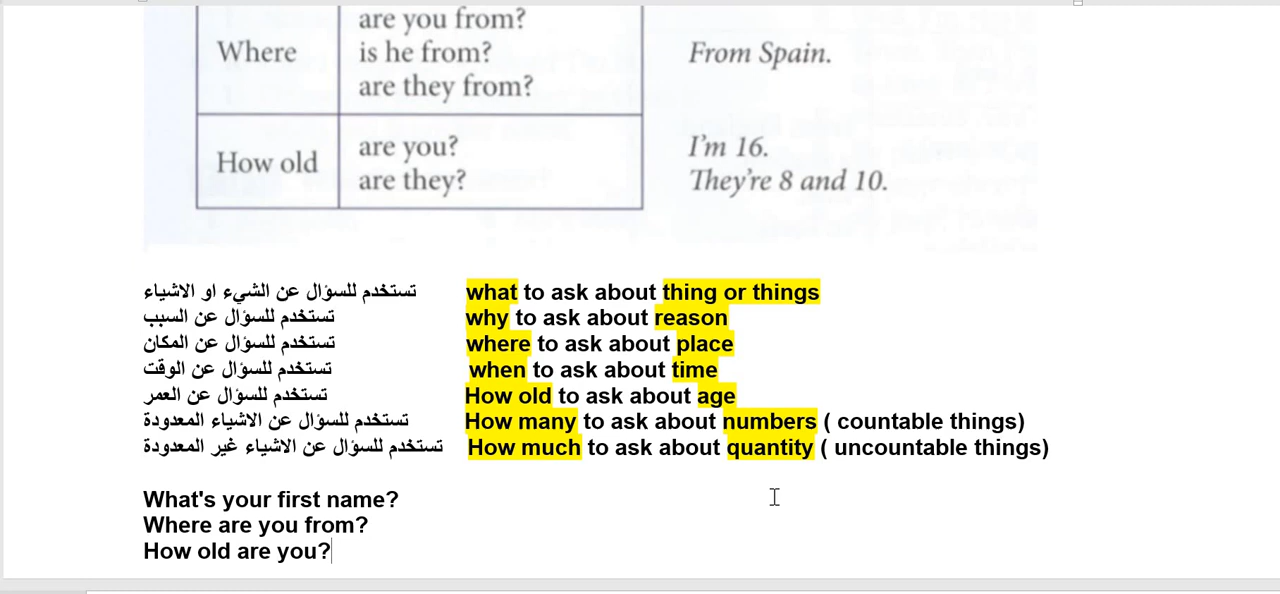 are you from?
Where is he from? From Spain.
are they from?
How old are you? I'm 16.
are they? They're 8 and 10.
تستخدم للسؤال عن الشيء او الاشياء what to ask about thing or things
تستخدم للسؤال عن السبب why to ask about reason
تستخدم للسؤال عن المكان where to ask about place
تستخدم للسؤال عن الوقت when to ask about time
تستخدم للسؤال عن العمر How old to ask about age
تستخدم للسؤال عن الاشياء المعدودة How many to ask about numbers ( countable things)
تستخدم للسؤال عن الاشياء غير المعدودة How much to ask about quantity ( uncountable things)
What's your first name?
Where are you from?
How old are you?